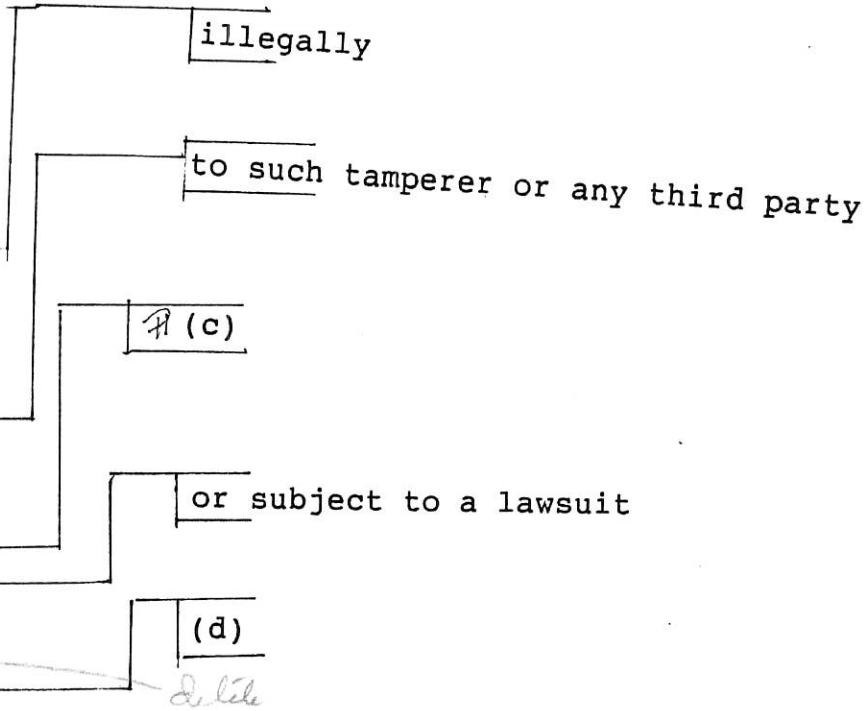 illegally
to such tamperer or any third party
¶ (c)
or subject to a lawsuit
(d)
delete